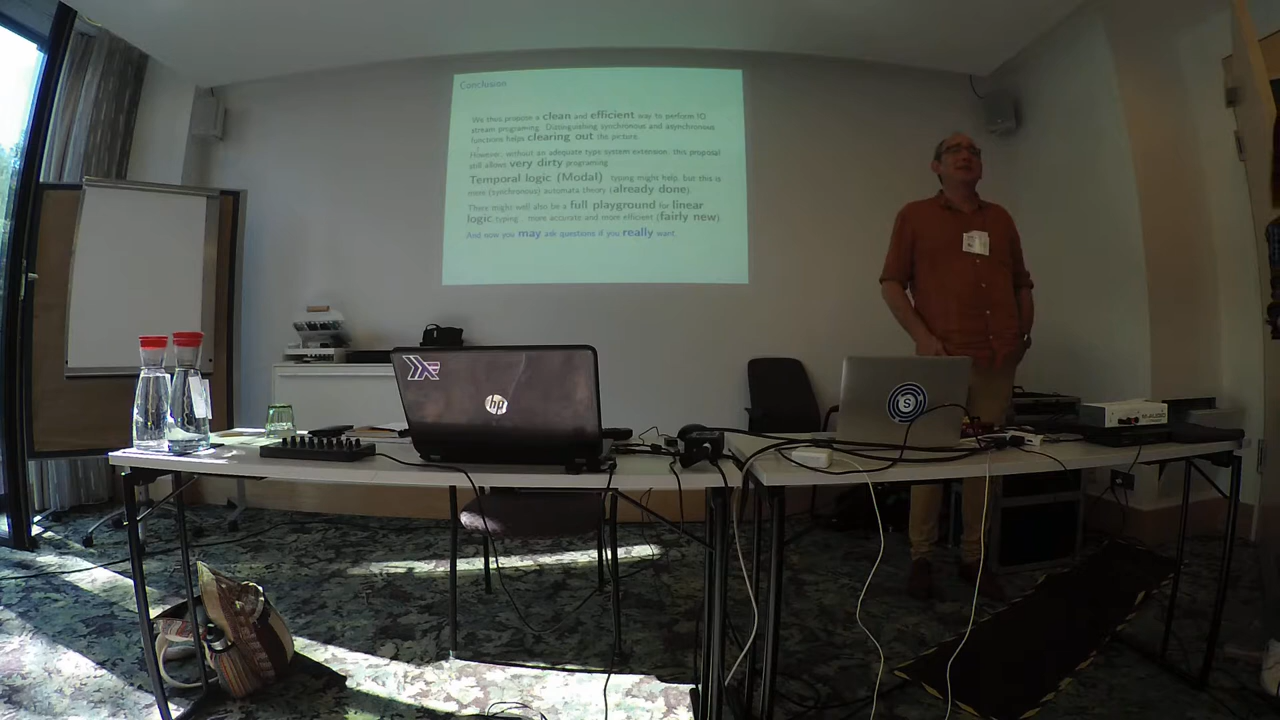 Conclusion
We thus propose a clean and efficient way to perform IO
stream programing. Distinguishing synchronous and asynchronous
functions helps clearing out the picture.
However, without an adequate type system extension, this proposal
still allows very dirty programing.
Temporal logic (Modal) typing might help, but this is
mere (synchronous) automata theory (already done).
There might well also be a full playground for linear
logic typing... more accurate and more efficient (fairly new).
And now you may ask questions if you really want.
hp
S
M-AUDIO